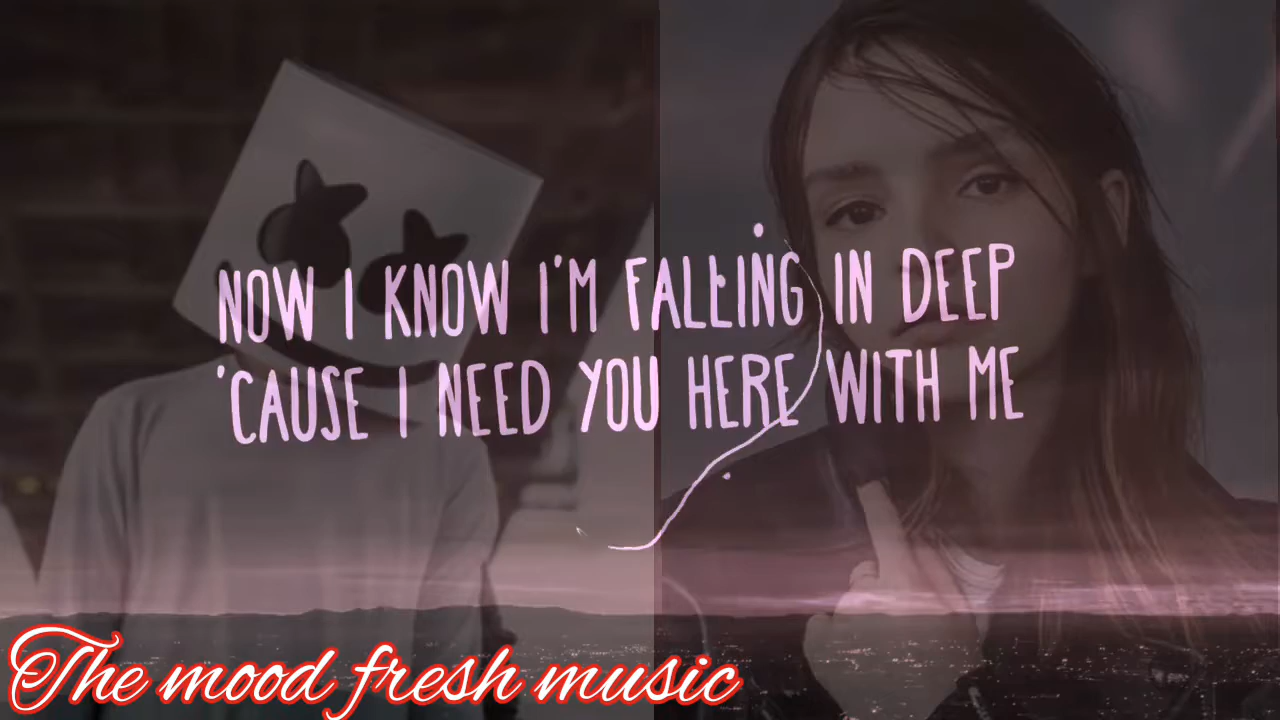 NOW I KNOW I'M FALLING IN DEEP
'CAUSE I NEED YOU HERE WITH ME
The mood fresh music